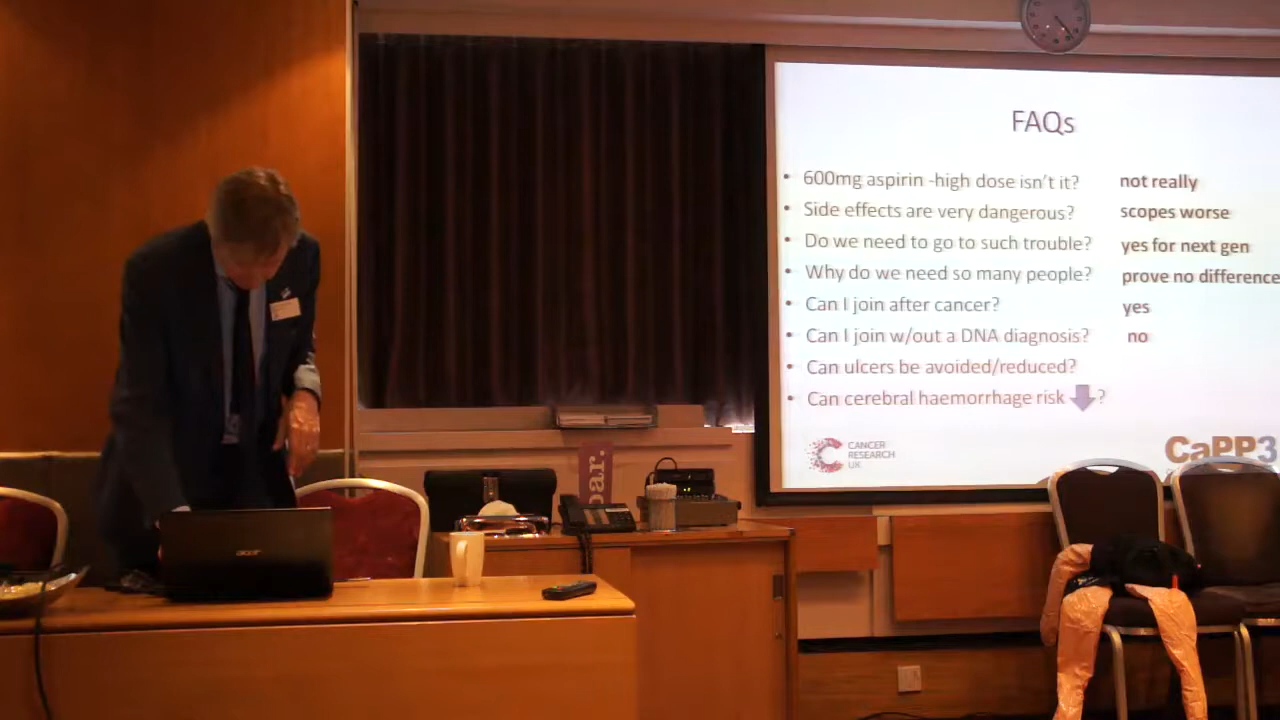 FAQs
• 600mg aspirin -high dose isn't it? not really
• Side effects are very dangerous? scopes worse
• Do we need to go to such trouble? yes for next gen
• Why do we need so many people? prove no difference
• Can I join after cancer? yes
• Can I join w/out a DNA diagnosis? no
• Can ulcers be avoided/reduced?
• Can cerebral haemorrhage risk ?
CANCER
RESEARCH
UK
CaPP3
bar.
acer